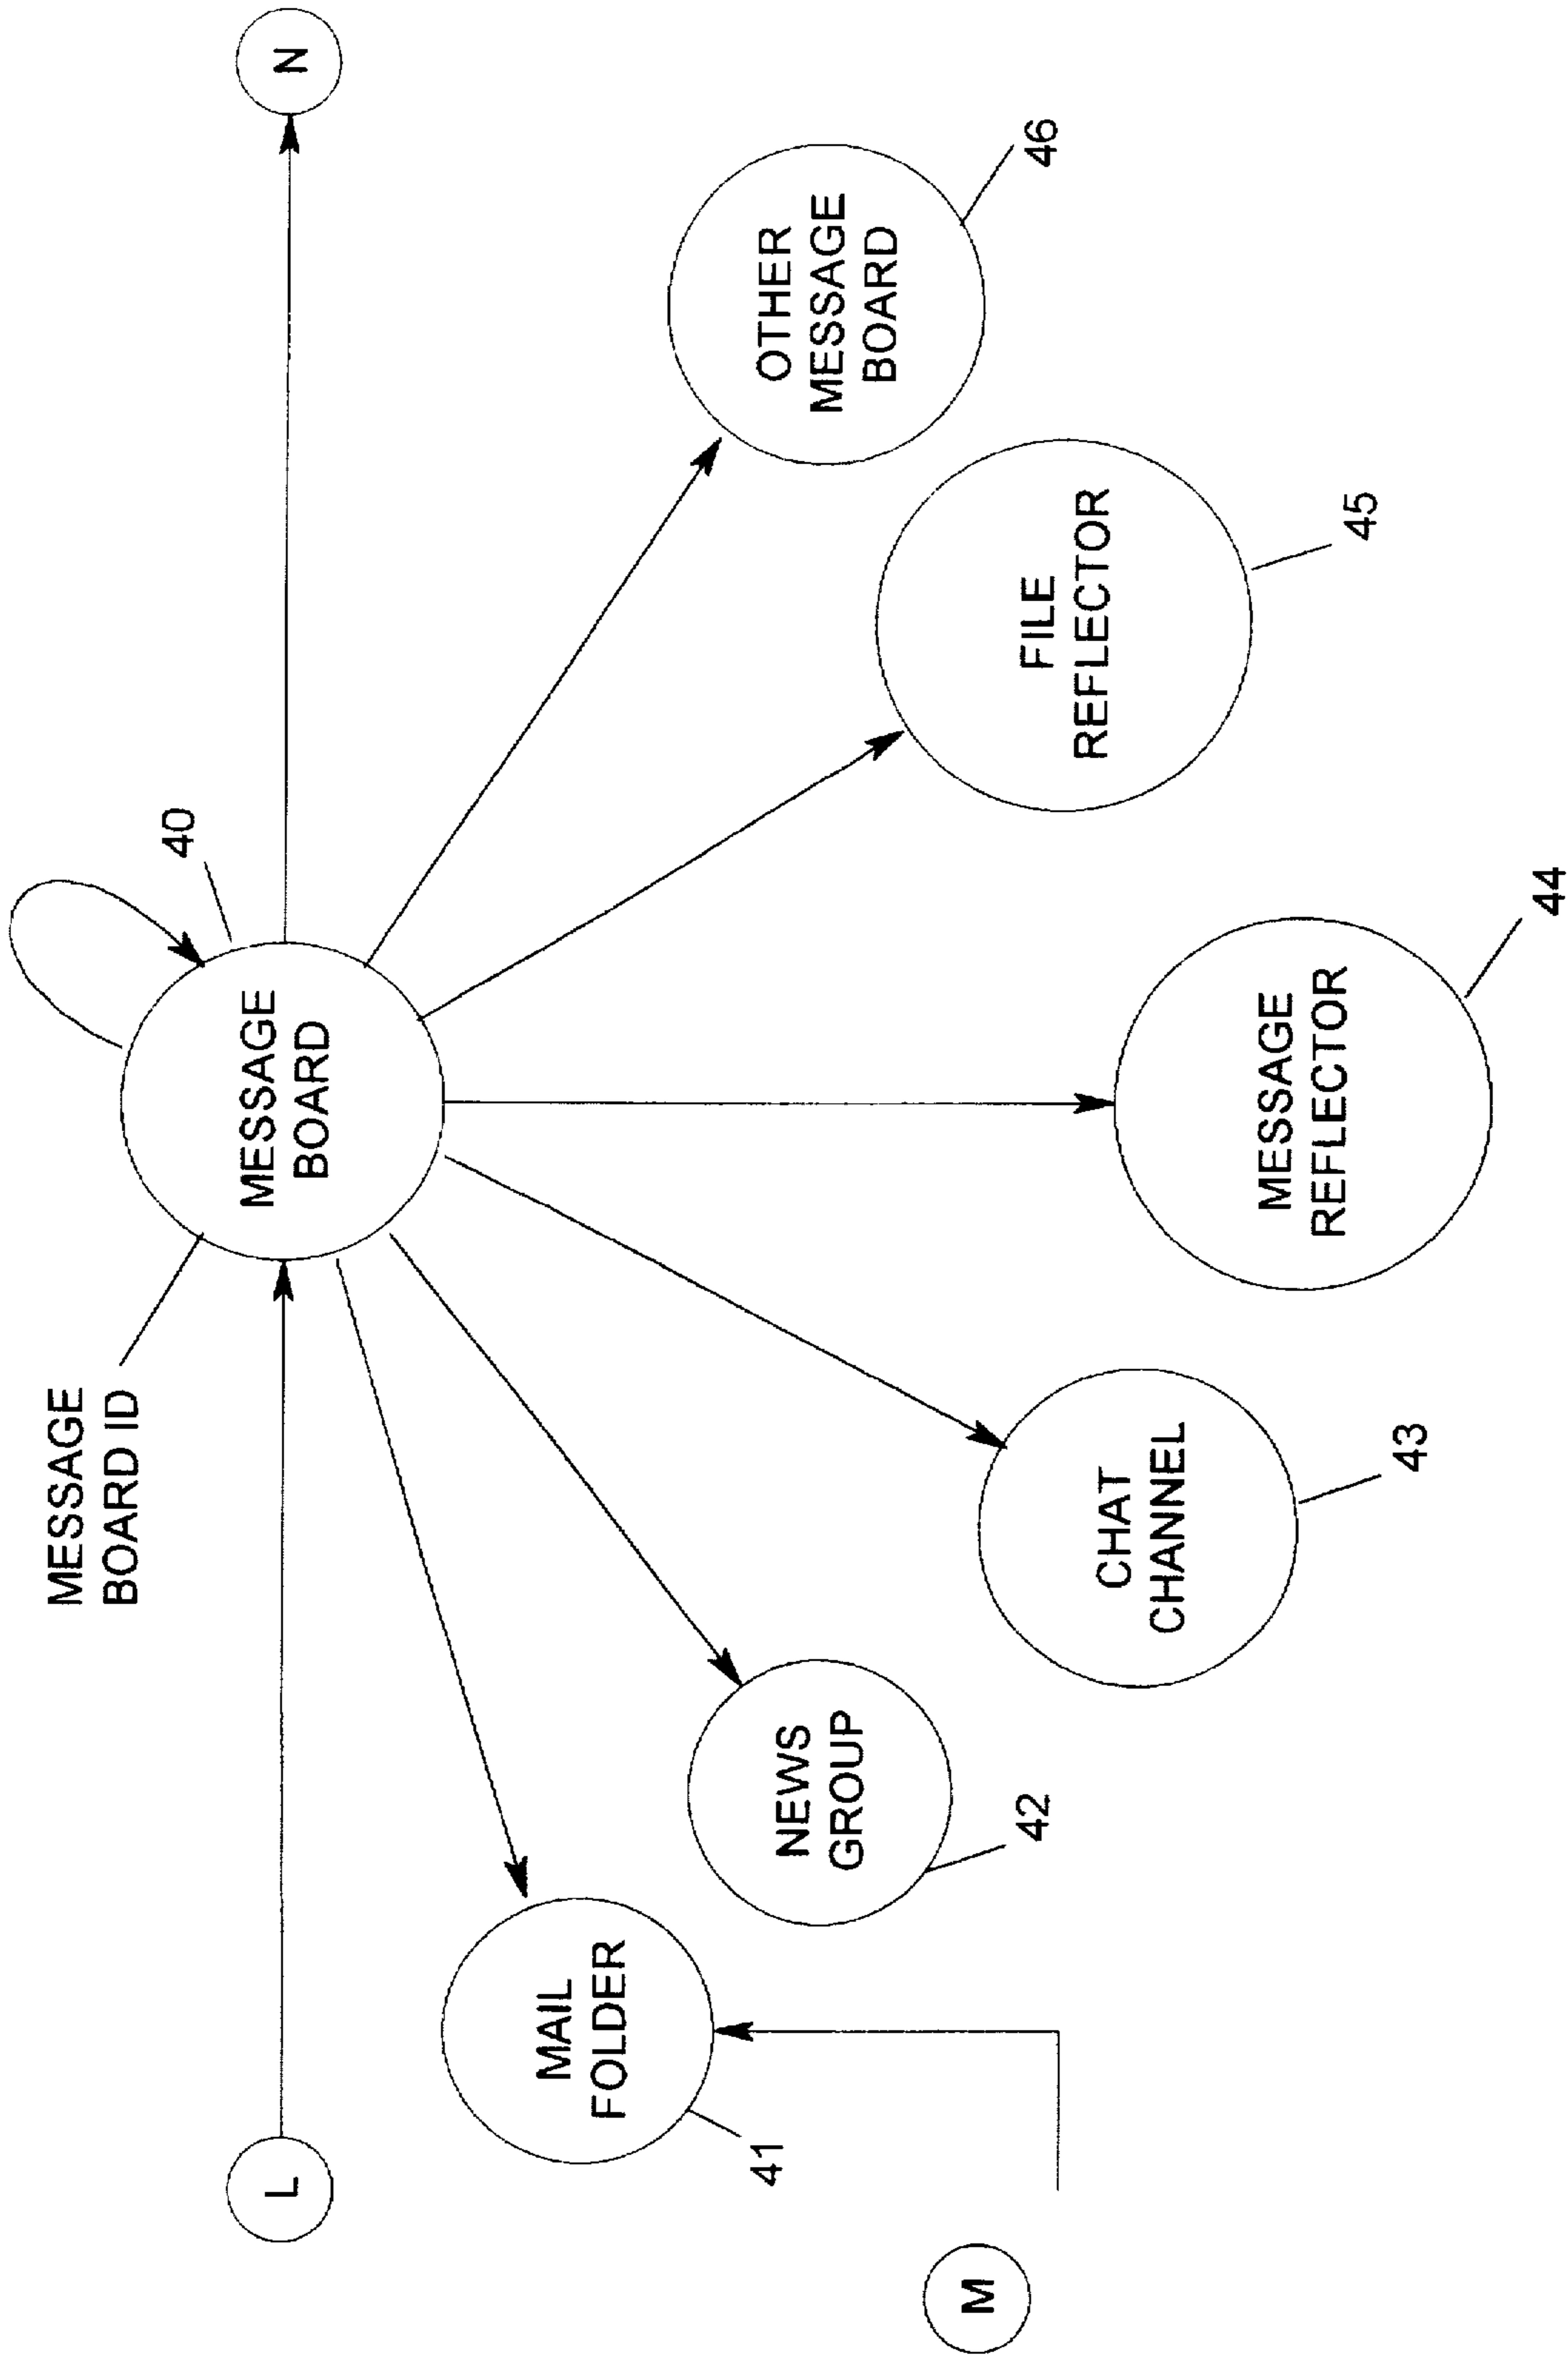 MESSAGE
BOARD ID
40
L
MESSAGE
BOARD
N
MAIL
FOLDER
41
NEWS
GROUP
42
OTHER
MESSAGE
BOARD
46
M
CHAT
CHANNEL
43
FILE
REFLECTOR
45
MESSAGE
REFLECTOR
44